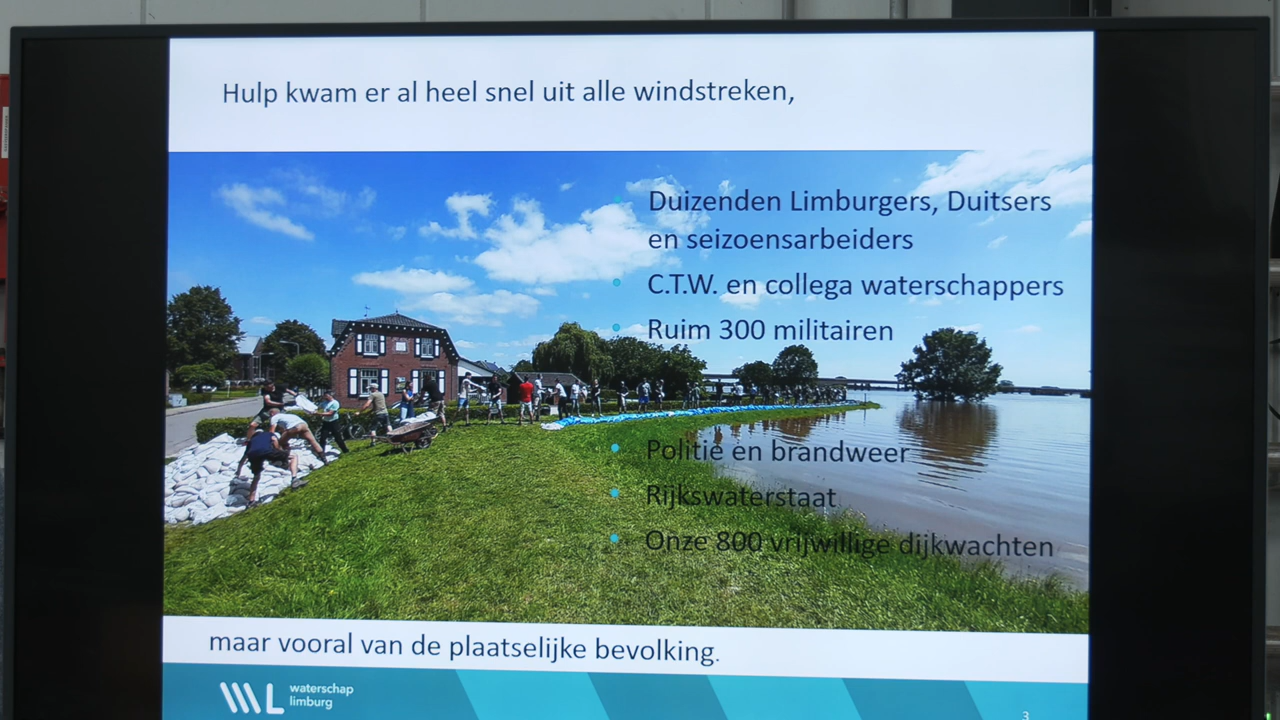 Hulp kwam er al heel snel uit alle windstreken,
Duizenden Limburgers, Duitsers
en seizoensarbeiders
C.T.W. en collega waterschappers
Ruim 300 militairen
Politie en brandweer
Rijkswaterstaat
Onze 800 vrijwillige dijkwachten
maar vooral van de plaatselijke bevolking.
WL waterschap
limburg
3